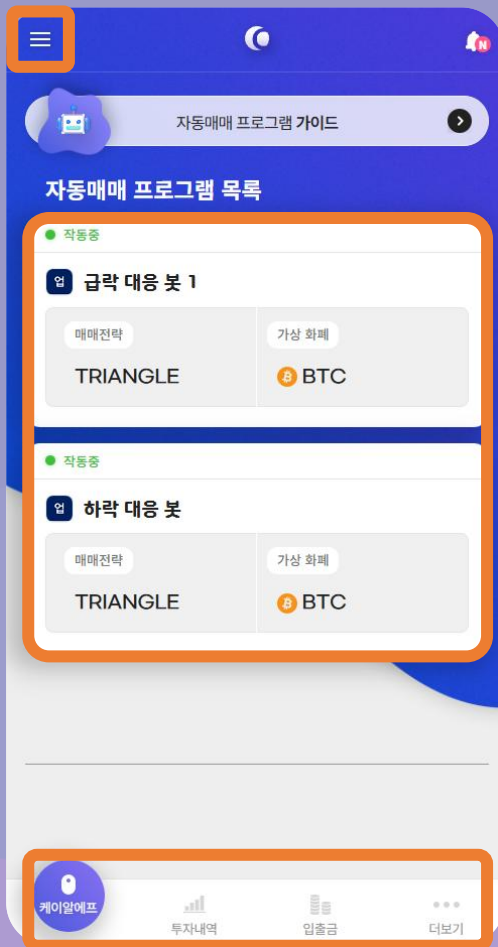 N
자동매매 프로그램 가이드
자동매매 프로그램 목록
작동중
업 급락 대응 봇 1
매매전략 가상 화폐
TRIANGLE BTC
작동중
업 하락 대응 봇
매매전략 가상 화폐
TRIANGLE BTC
케이알에프
투자내역 입출금 더보기